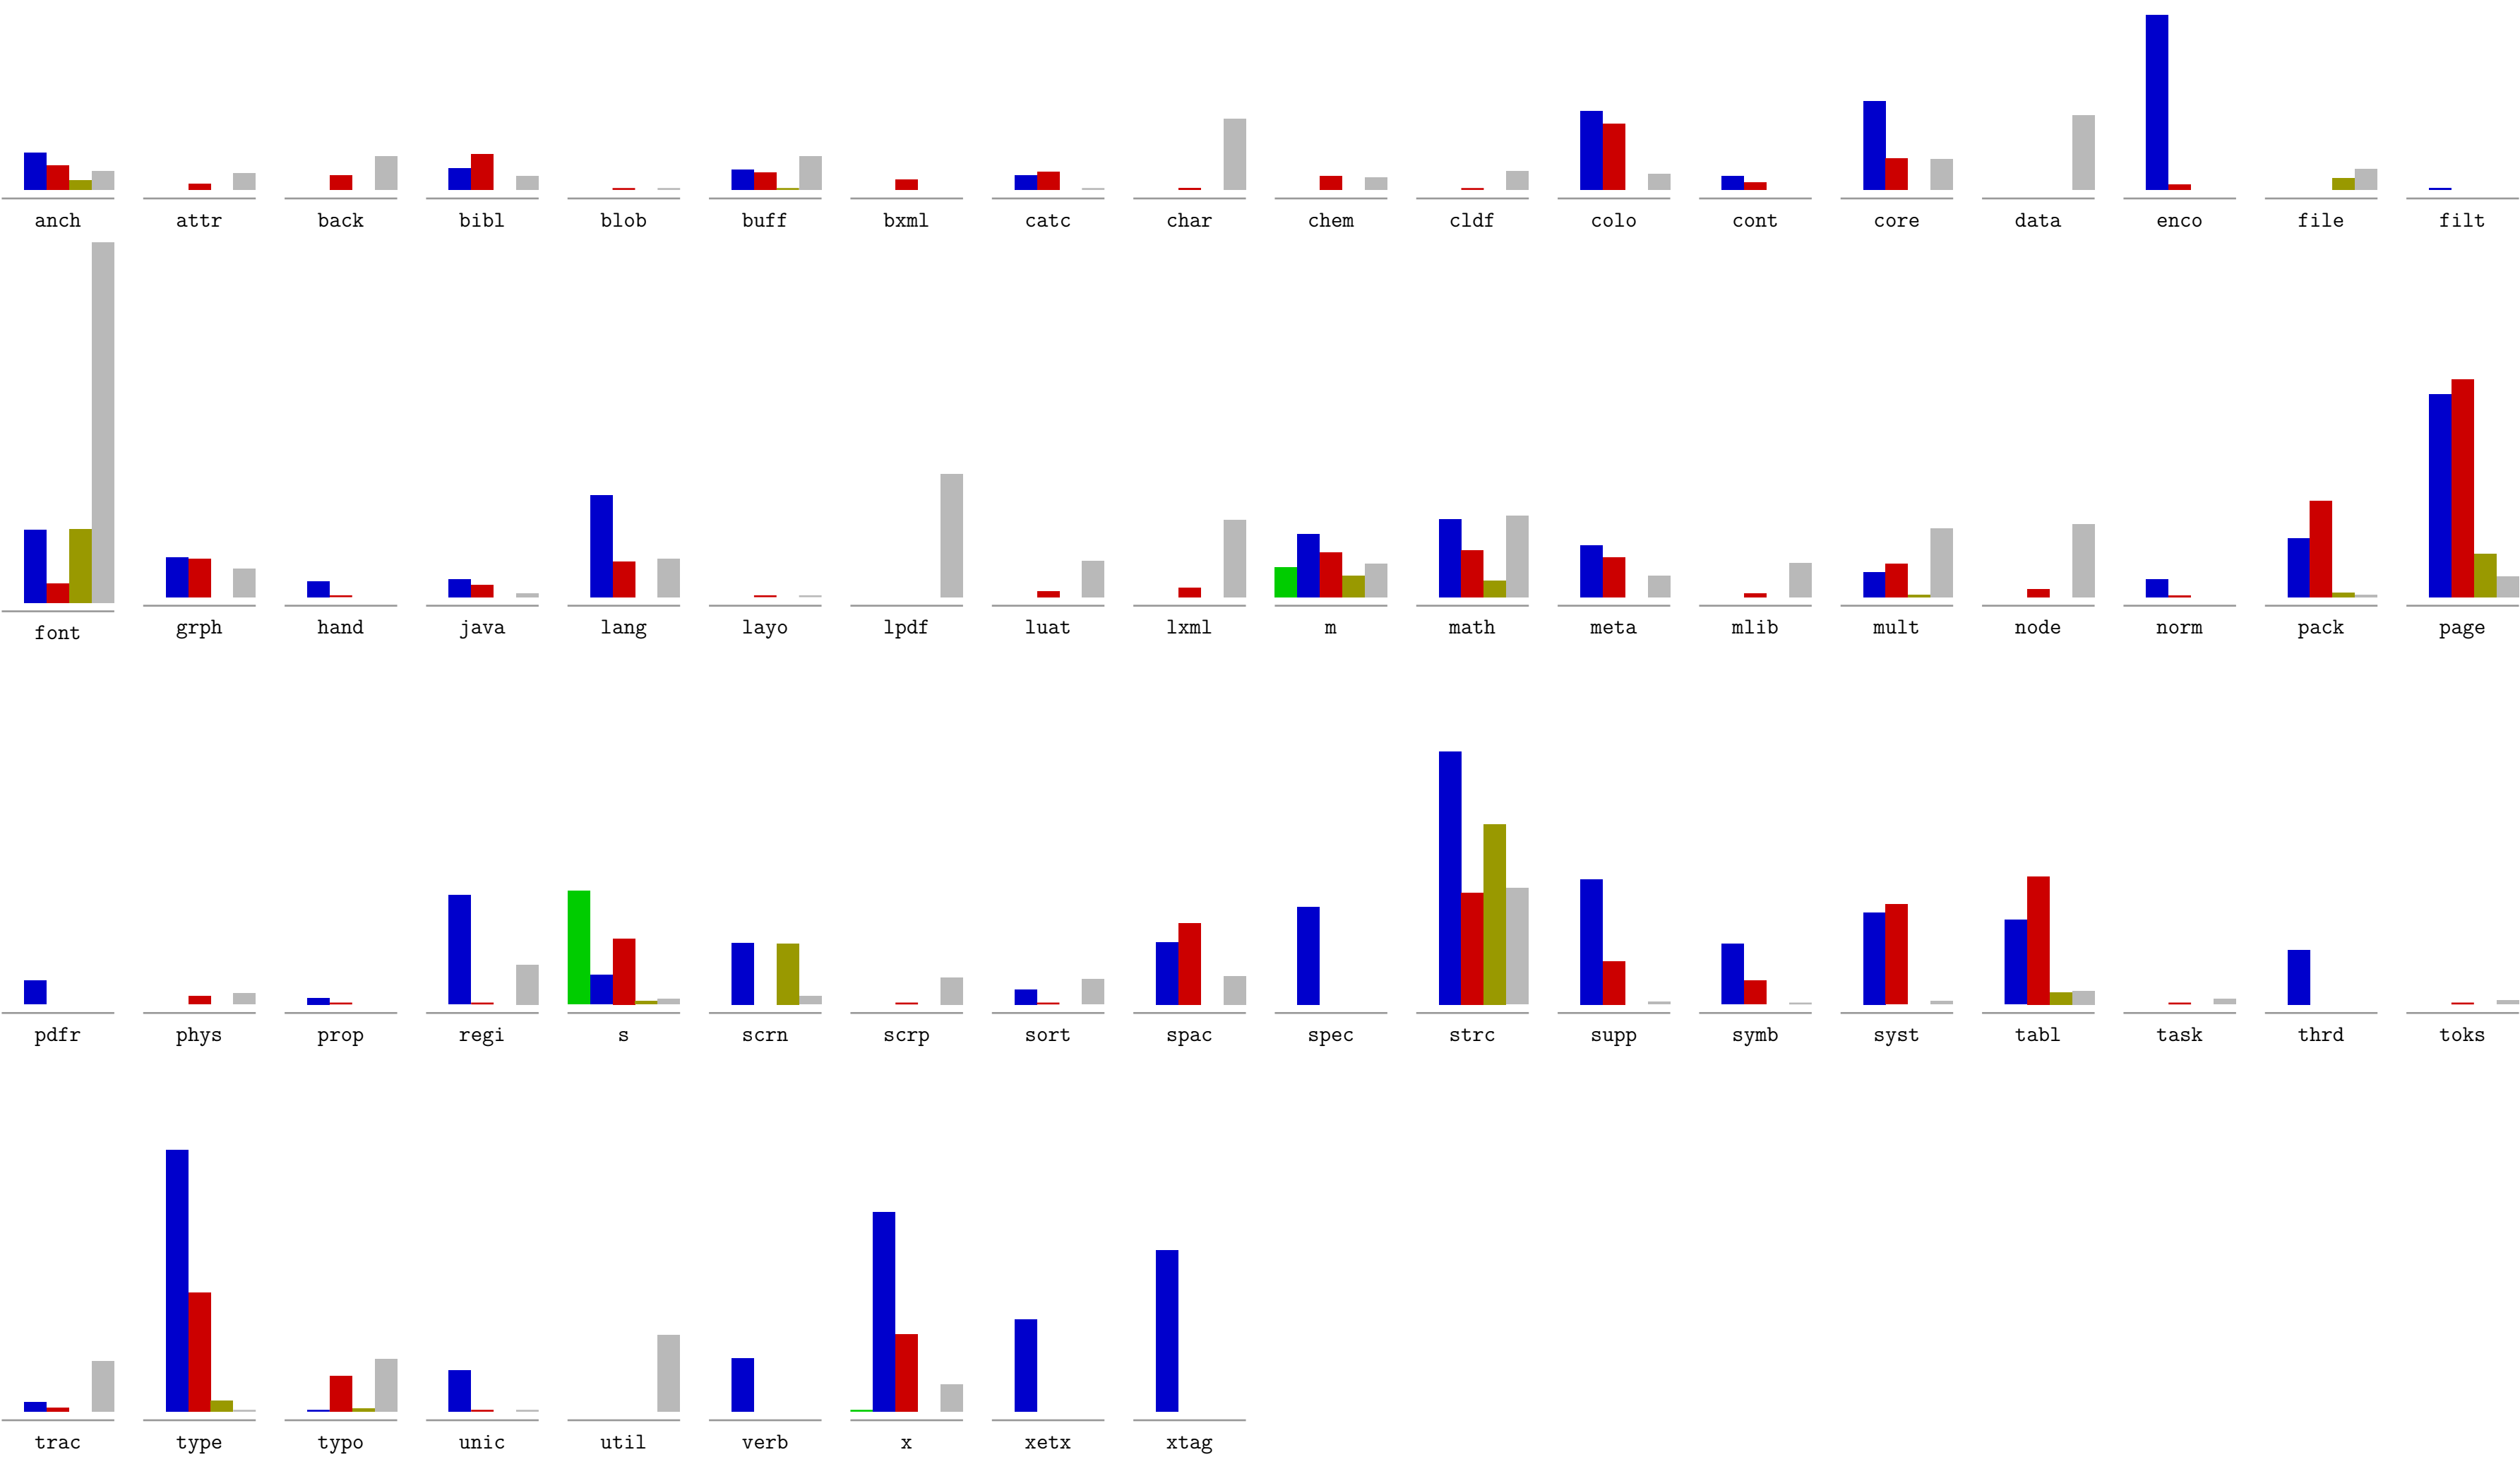 anch attr back bibl blob buff bxml catc char chem cldf colo cont core data enco file filt
font grph hand java lang layo lpdf luat lxml m math meta mlib mult node norm pack page
pdfr phys prop regi s scrn scrp sort spac spec strc supp symb syst tabl task thrd toks
trac type typo unic util verb x xetx xtag